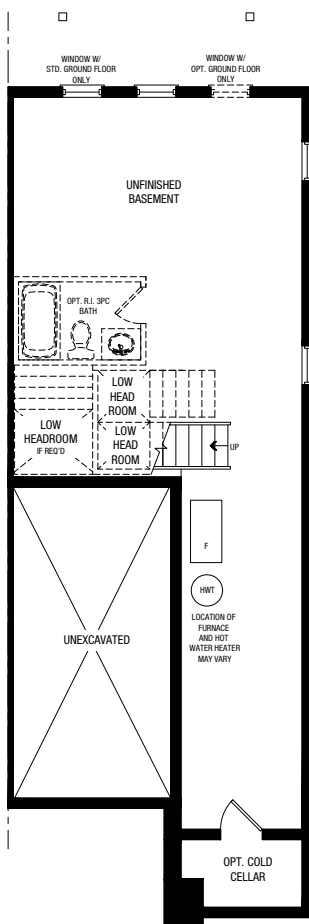 WINDOW W/
STD. GROUND FLOOR
ONLY
WINDOW W/
OPT. GROUND FLOOR
ONLY
UNFINISHED
BASEMENT
OPT. R.I. 3PC
BATH
LOW
HEAD
ROOM
LOW
HEADROOM
IF REQ'D
LOW
HEAD
ROOM
UP
F
HWT
LOCATION OF
FURNACE
AND HOT
WATER HEATER
MAY VARY
UNEXCAVATED
OPT. COLD
CELLAR